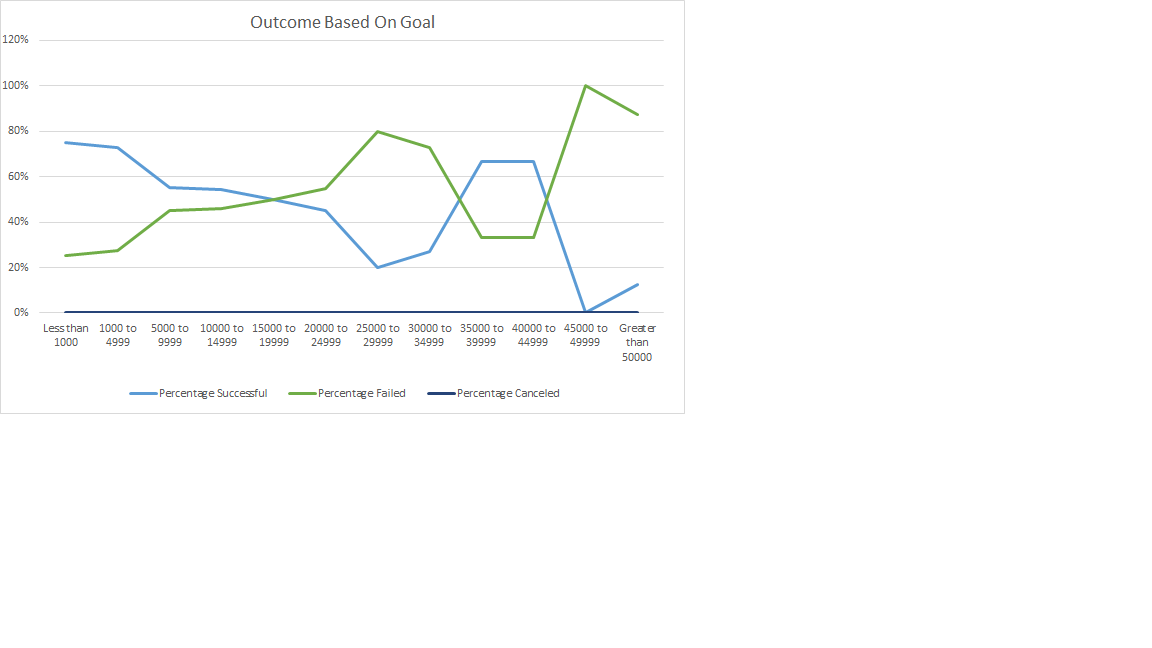 Outcome Based On Goal
120%
100%
80%
60%
40%
20%
0%
Less than 1000 to 5000 to 10000 to 15000 to 20000 to 25000 to 30000 to 35000 to 40000 to 45000 to Greater
1000 4999 9999 14999 19999 24999 29999 34999 39999 44999 49999 than
50000
Percentage Successful Percentage Failed Percentage Canceled